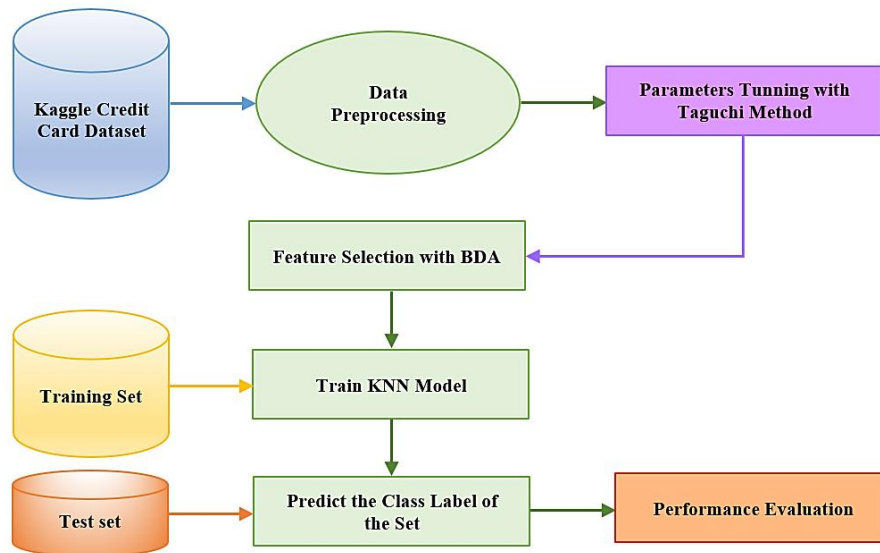 Kaggle Credit
Card Dataset
Data
Preprocessing
Parameters Tunning with
Taguchi Method
Feature Selection with BDA
Training Set
Train KNN Model
Test set
Predict the Class Label of
the Set
Performance Evaluation